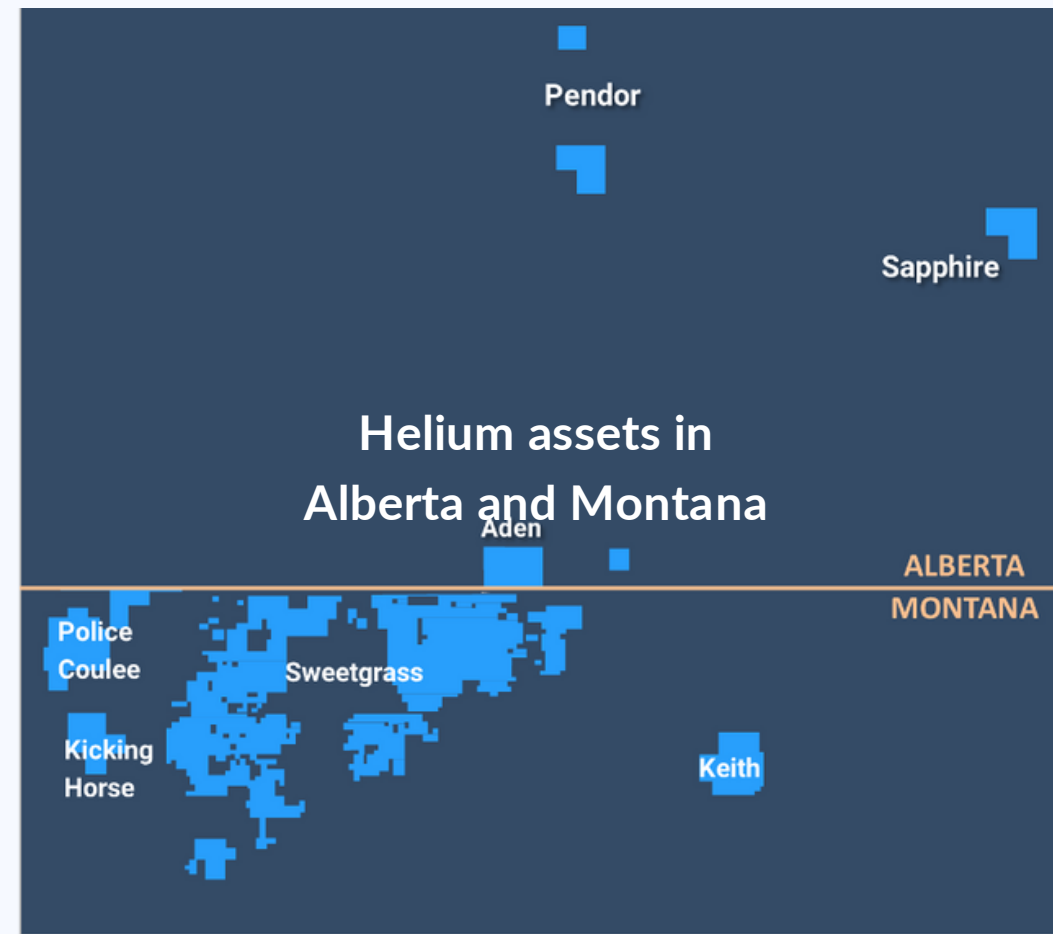 Pendor
Sapphire
Helium assets in
Alberta and Montana
Aden
ALBERTA
MONTANA
Police
Coulee
Sweetgrass
Kicking
Horse
Keith